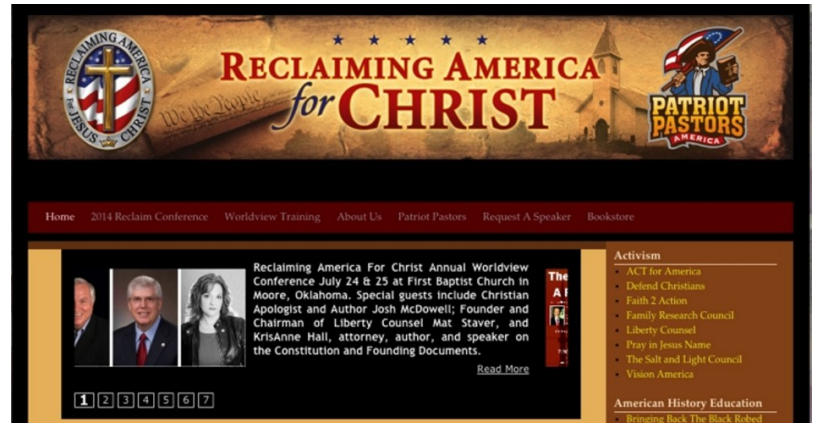 RECLAIMING AMERICA
FOR JESUS CHRIST
We the People
RECLAIMING AMERICA
for CHRIST
PATRIOT
PASTORS
AMERICA
Home 2014 Reclaim Conference Worldview Training About Us Patriot Pastors Request A Speaker Bookstore
Reclaiming America For Christ Annual Worldview
Conference July 24 & 25 at First Baptist Church in
Moore, Oklahoma. Special guests include Christian
Apologist and Author Josh McDowell; Founder and
Chairman of Liberty Counsel Mat Staver, and
KrisAnne Hall, attorney, author, and speaker on
the Constitution and Founding Documents.
Read More
The
A
1 2 3 4 5 6 7
Activism
ACT for America
Defend Christians
Faith 2 Action
Family Research Council
Liberty Counsel
Pray in Jesus Name
The Salt and Light Council
Vision America
American History Education
Bringing Back The Black Robed